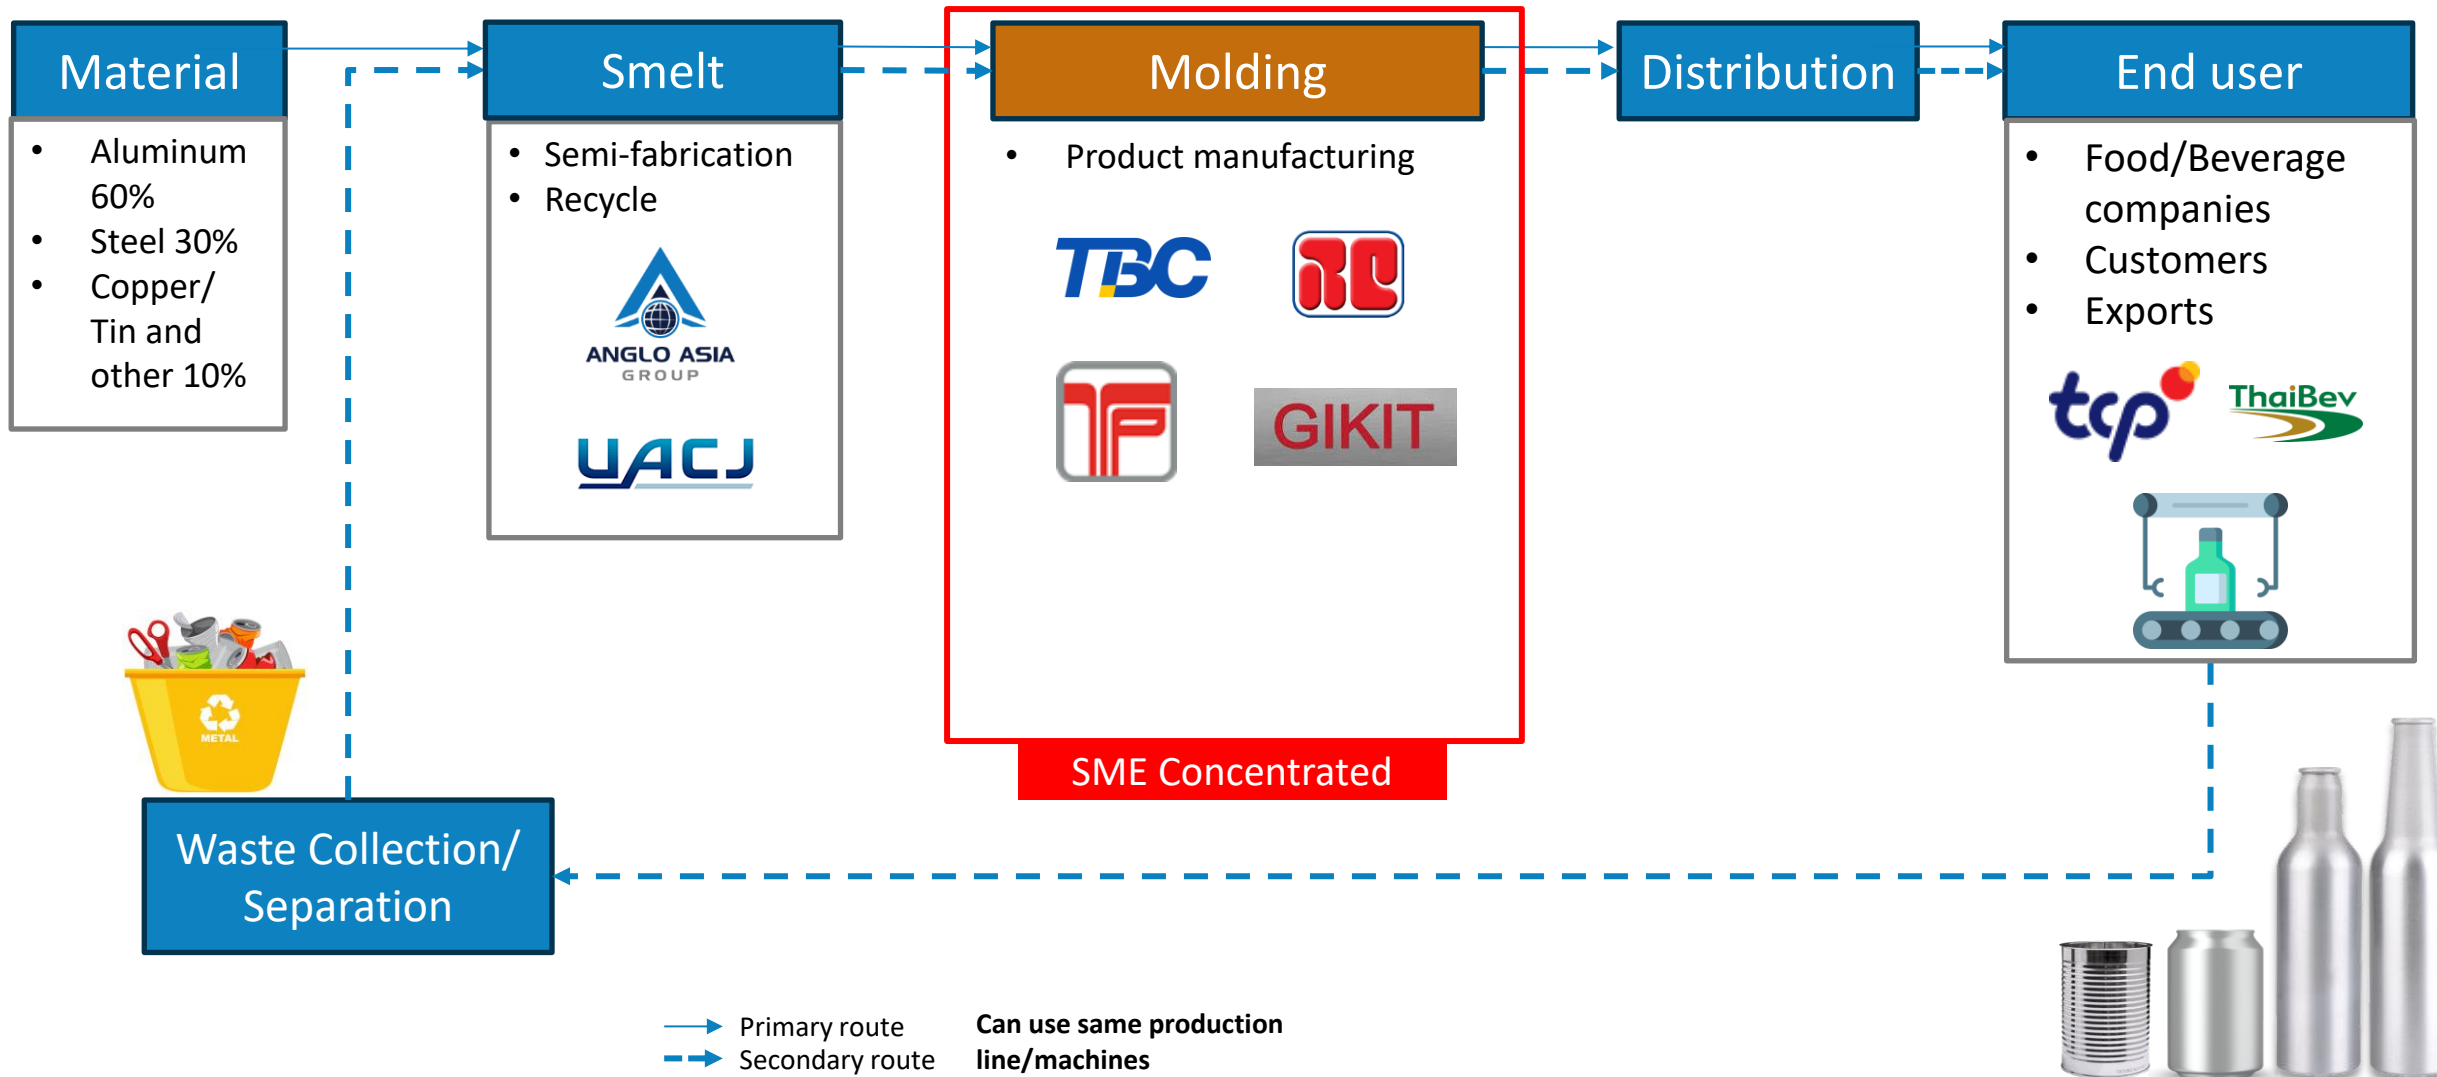 Material
Smelt
Molding
Distribution
End user
• Aluminum
60%
• Steel 30%
• Copper/
Tin and
other 10%
• Semi-fabrication
• Recycle
ANGLO ASIA
GROUP
UACJ
• Product manufacturing
TBC
GIKIT
• Food/Beverage
companies
• Customers
• Exports
tcp
ThaiBev
METAL
SME Concentrated
Waste Collection/
Separation
Primary route
Secondary route
Can use same production
line/machines